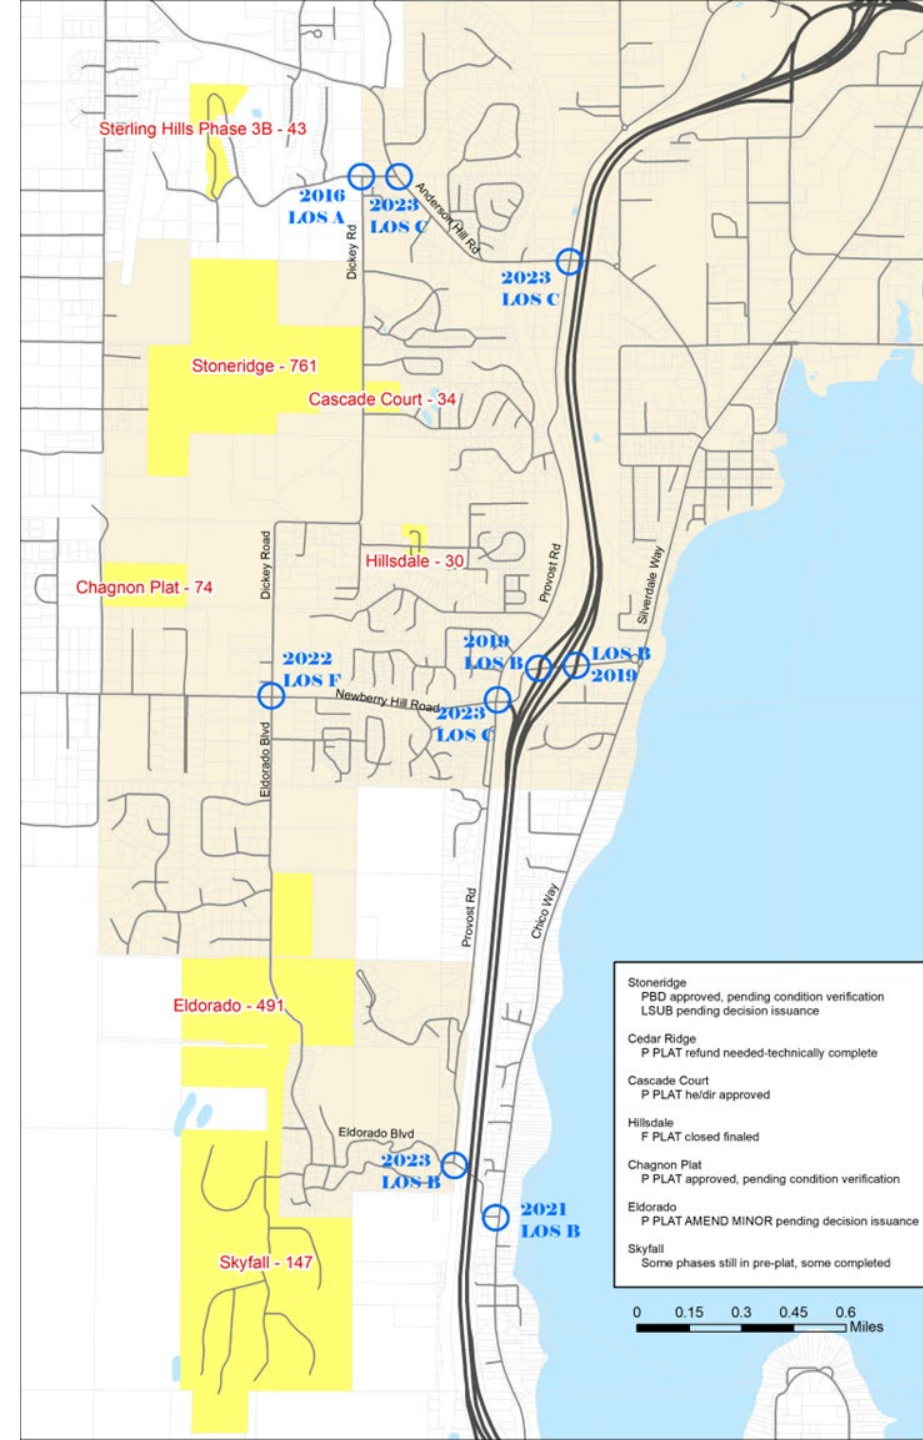 Sterling Hills Phase 3B - 43
2016
LOS A
2023
LOS C
Anderson Hill Rd
Dickey Rd
2023
LOS C
Stoneridge - 761
Cascade Court - 34
Dickey Road
Hillsdale - 30
Provost Rd
Silverdale Way
Chagnon Plat - 74
2019
LOS B
LOS B
2019
2022
LOS F
Newberry Hill Road
2023
LOS C
Eldorado Blvd
Provost Rd
Chico Way
Eldorado - 491
Eldorado Blvd
2023
LOS B
2021
LOS B
Skyfall - 147
Stoneridge
PBD approved, pending condition verification
LSUB pending decision issuance
Cedar Ridge
P PLAT refund needed-technically complete
Cascade Court
P PLAT he/dir approved
Hillsdale
F PLAT closed finaled
Chagnon Plat
P PLAT approved, pending condition verification
Eldorado
P PLAT AMEND MINOR pending decision issuance
Skyfall
Some phases still in pre-plat, some completed
0 0.15 0.3 0.45 0.6
Miles